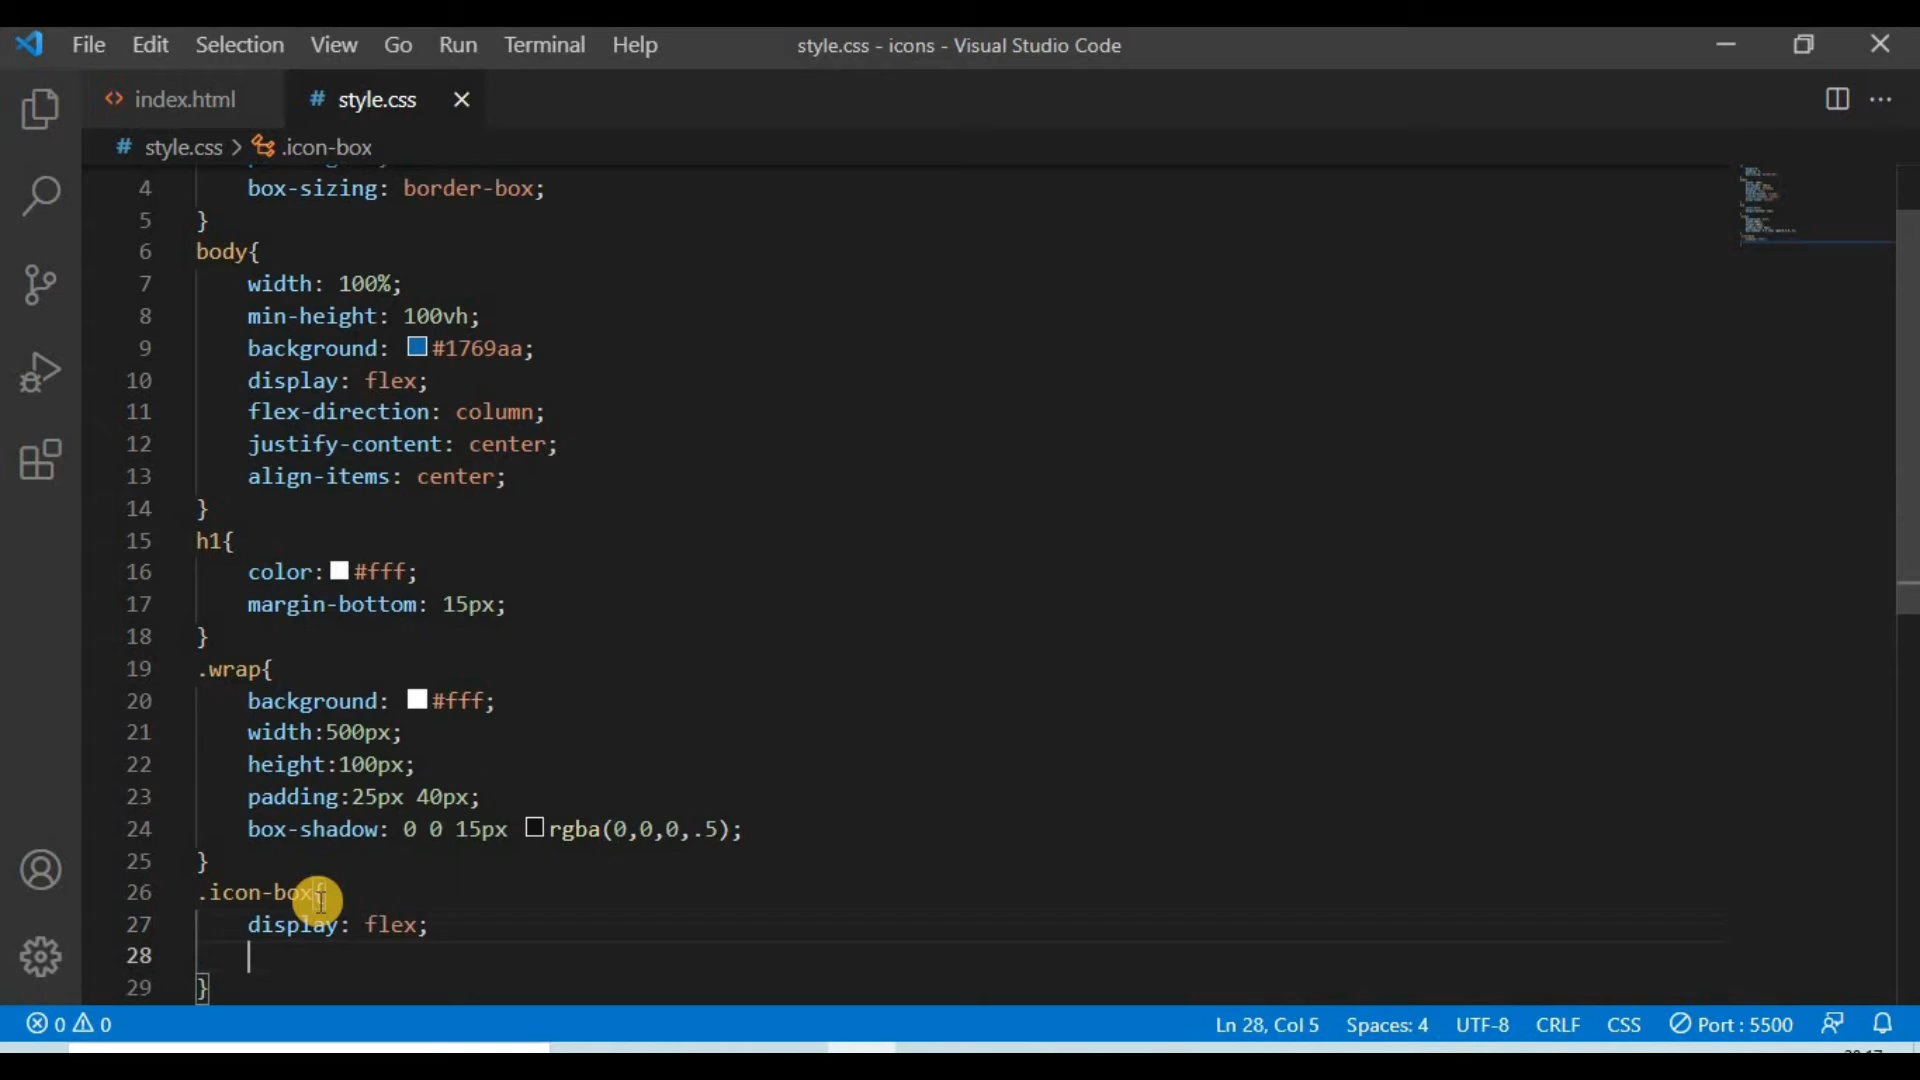 File Edit Selection View Go Run Terminal Help style.css - icons - Visual Studio Code
index.html # style.css
# style.css > .icon-box
4 box-sizing: border-box;
5 }
6 body{
7 width: 100%;
8 min-height: 100vh;
9 background: #1769aa;
10 display: flex;
11 flex-direction: column;
12 justify-content: center;
13 align-items: center;
14 }
15 h1{
16 color: #fff;
17 margin-bottom: 15px;
18 }
19 .wrap{
20 background: #fff;
21 width:500px;
22 height:100px;
23 padding:25px 40px;
24 box-shadow: 0 0 15px rgba(0,0,0,.5);
25 }
26 .icon-box{
27 display: flex;
28
29 }
0 0 Ln 28, Col 5 Spaces: 4 UTF-8 CRLF CSS Port : 5500